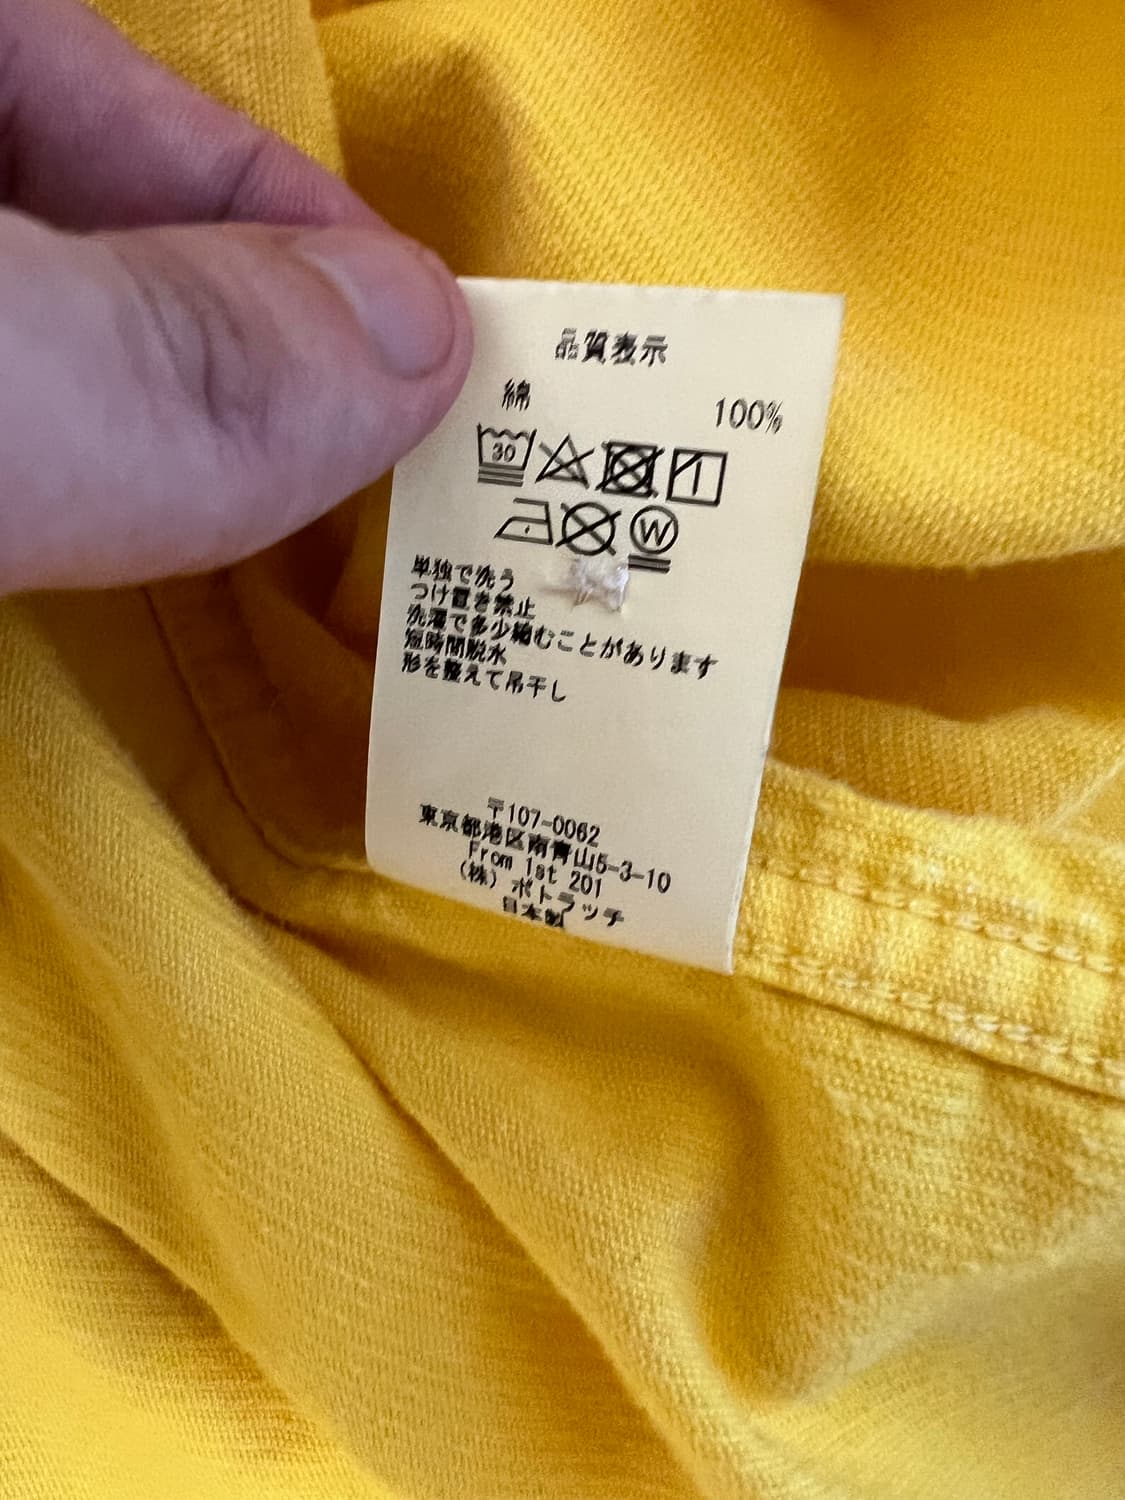 品質表示
綿 100%
30
W
単独で洗う
つけ置き禁止
洗濯で多少縮むことがあります
短時間脱水
形を整えて吊干し
〒107-0062
東京都港区南青山5-3-10
From 1st 201
(株) ポトラッチ
日本製